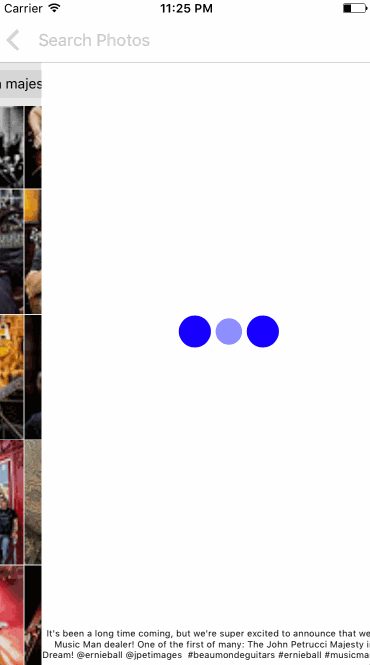 Carrier 11:25 PM
Search Photos
majes
It's been a long time coming, but we're super excited to announce that we
Music Man dealer! One of the first of many: The John Petrucci Majesty i
Dream! @ernieball @jpetimages #beaumondeguitars #ernieball #musicma